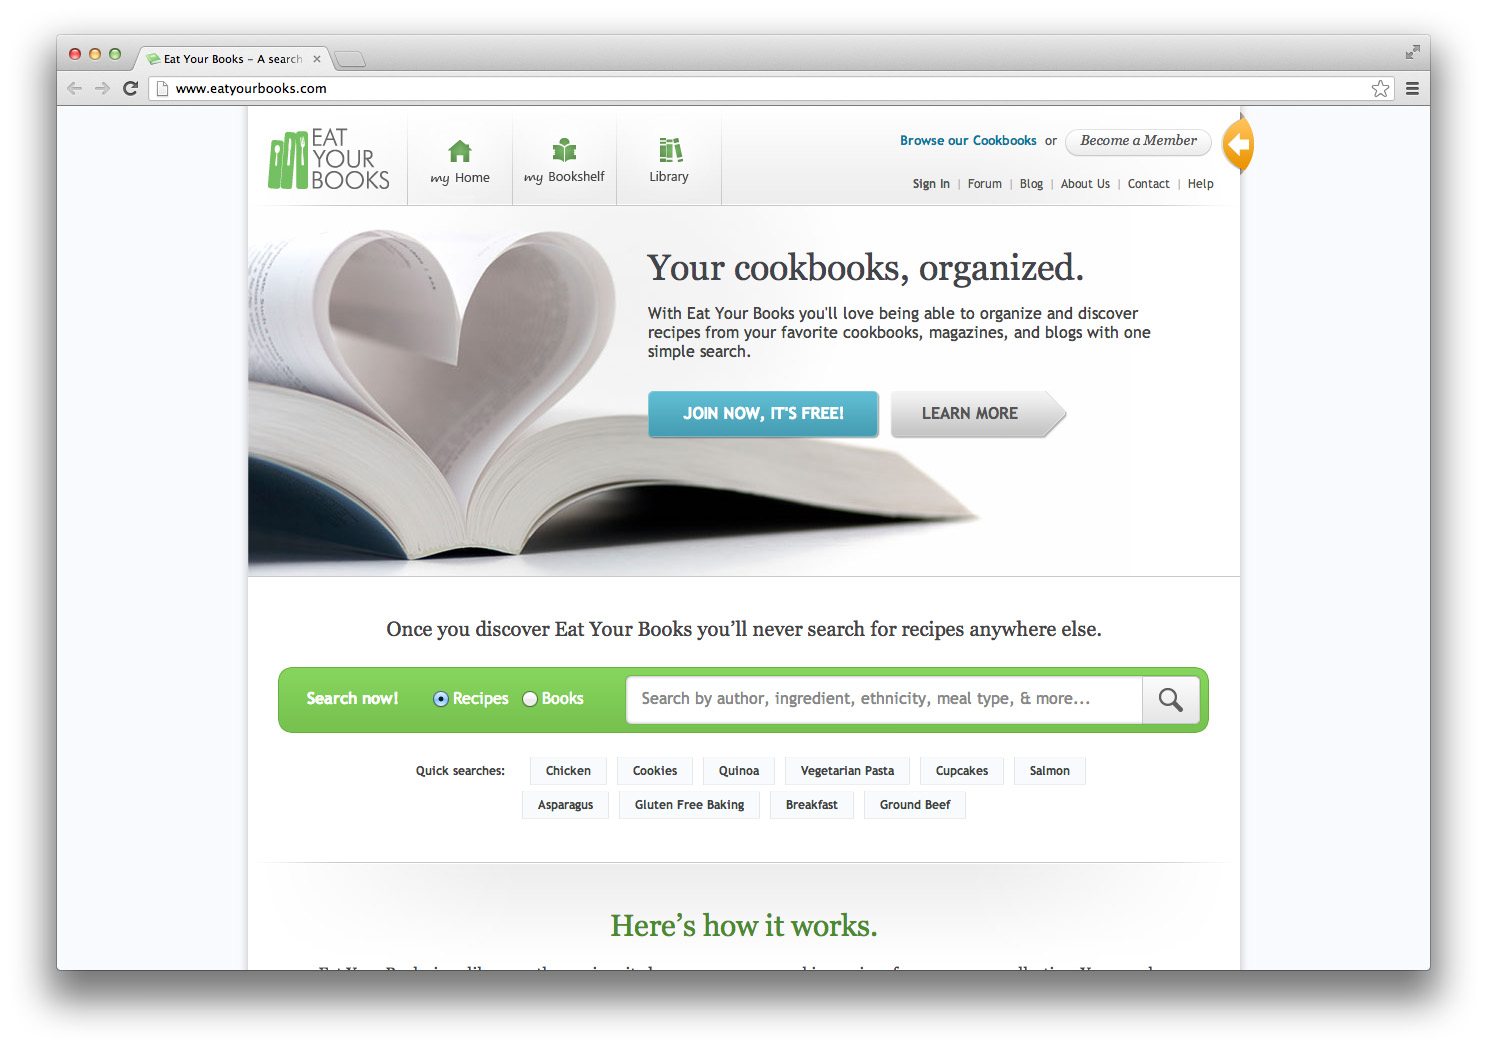 Eat Your Books – A search
www.eatyourbooks.com
EAT
YOUR
BOOKS
my Home
my Bookshelf
Library
Browse our Cookbooks or Become a Member
Sign In | Forum | Blog | About Us | Contact | Help
Your cookbooks, organized.
With Eat Your Books you'll love being able to organize and discover
recipes from your favorite cookbooks, magazines, and blogs with one
simple search.
JOIN NOW, IT'S FREE!
LEARN MORE
Once you discover Eat Your Books you’ll never search for recipes anywhere else.
Search now! Recipes Books Search by author, ingredient, ethnicity, meal type, & more...
Quick searches: Chicken Cookies Quinoa Vegetarian Pasta Cupcakes Salmon
Asparagus Gluten Free Baking Breakfast Ground Beef
Here’s how it works.